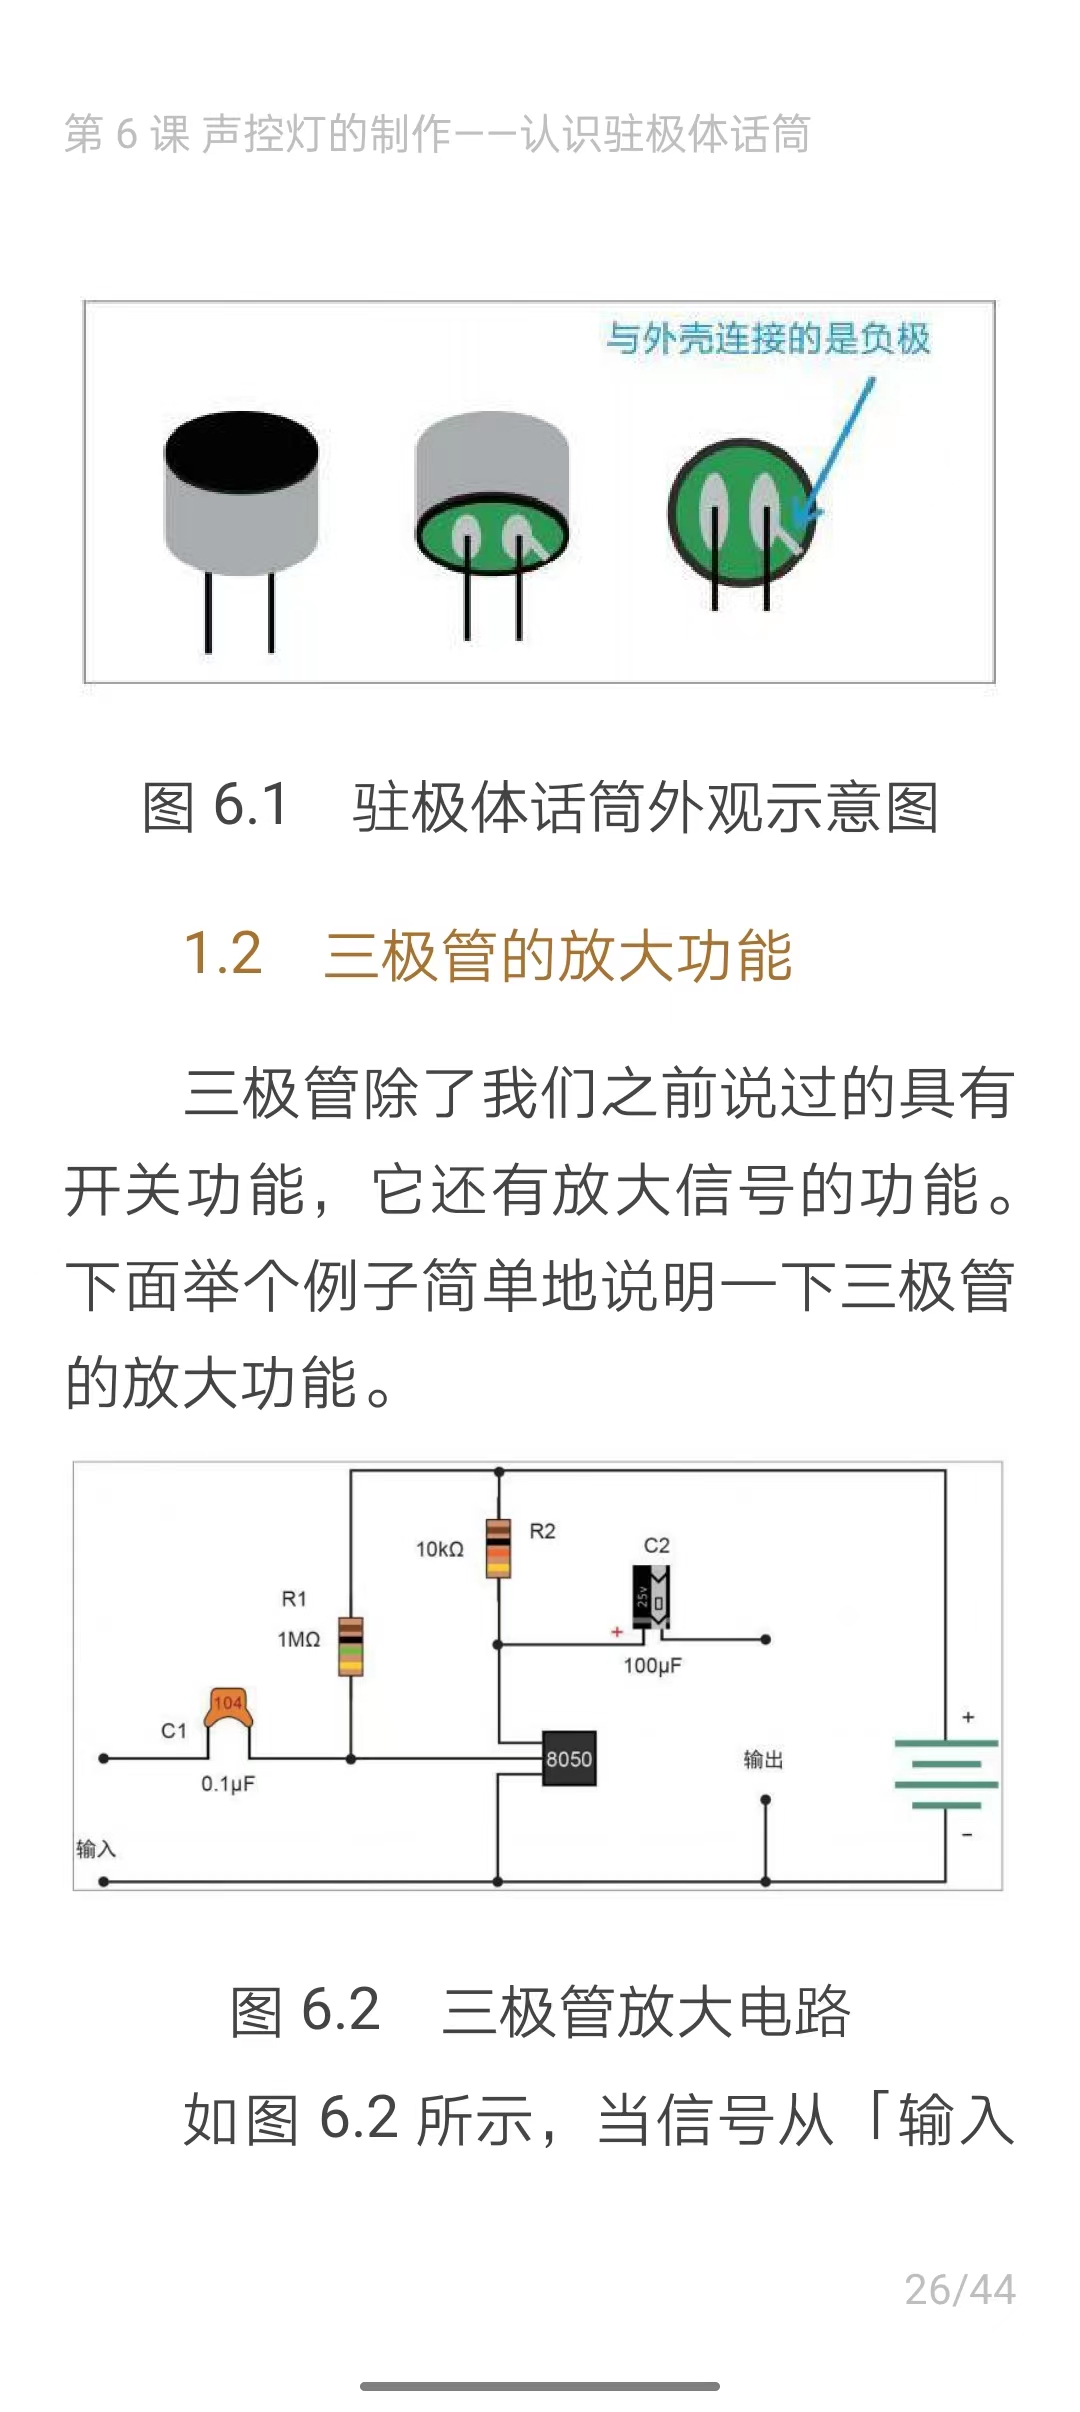 第 6 课 声控灯的制作——认识驻极体话筒
与外壳连接的是负极
图 6.1　驻极体话筒外观示意图
1.2　三极管的放大功能
三极管除了我们之前说过的具有
开关功能，它还有放大信号的功能。
下面举个例子简单地说明一下三极管
的放大功能。
R2
10kΩ
C2
25v
R1
1MΩ
+
100μF
104
C1
0.1μF
8050
输出
+
−
输入
图 6.2　三极管放大电路
如图 6.2 所示，当信号从「输入
26/44